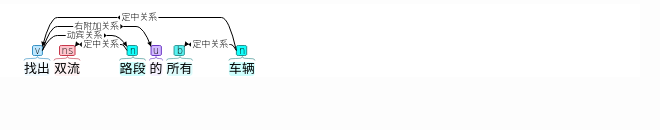 定中关系
右附加关系
动宾关系
定中关系 定中关系
v ns n u b n
找出 双流 路段 的 所有 车辆